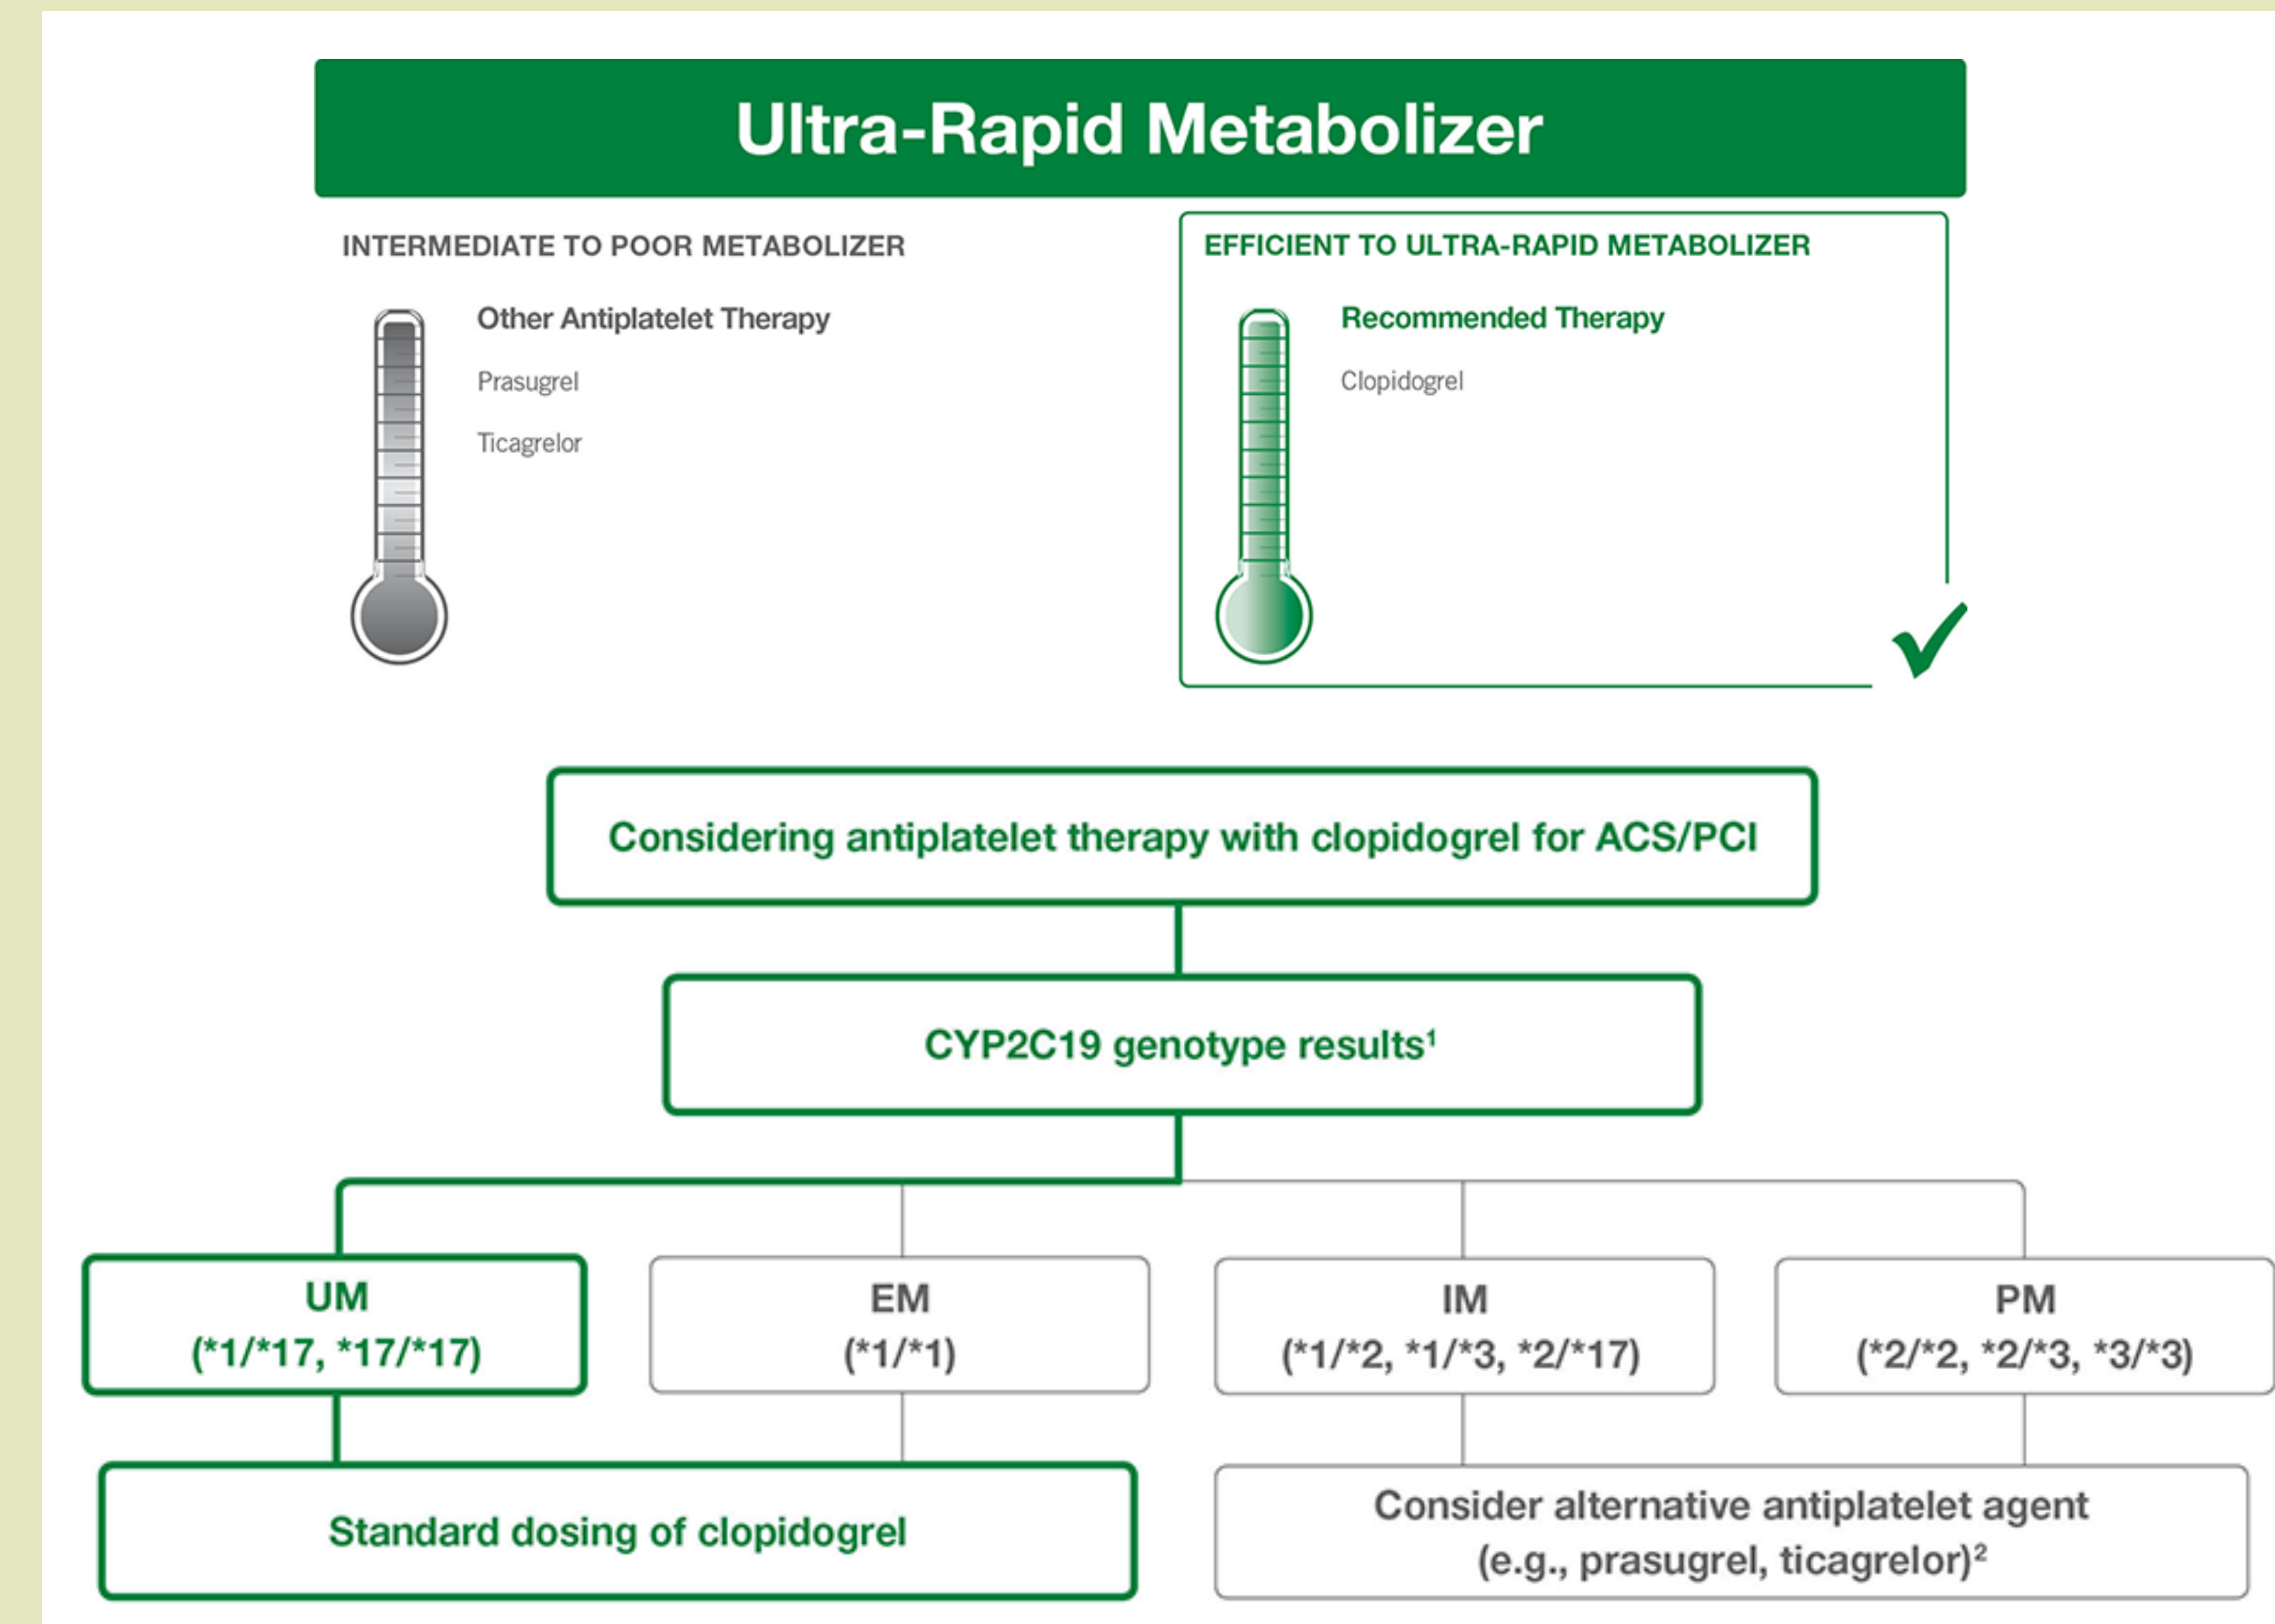 Ultra-Rapid Metabolizer
INTERMEDIATE TO POOR METABOLIZER
Other Antiplatelet Therapy
Prasugrel
Ticagrelor
EFFICIENT TO ULTRA-RAPID METABOLIZER
Recommended Therapy
Clopidogrel
Considering antiplatelet therapy with clopidogrel for ACS/PCI
CYP2C19 genotype results¹
UM
(*1/*17, *17/*17)
EM
(*1/*1)
IM
(*1/*2, *1/*3, *2/*17)
PM
(*2/*2, *2/*3, *3/*3)
Standard dosing of clopidogrel
Consider alternative antiplatelet agent
(e.g., prasugrel, ticagrelor)²